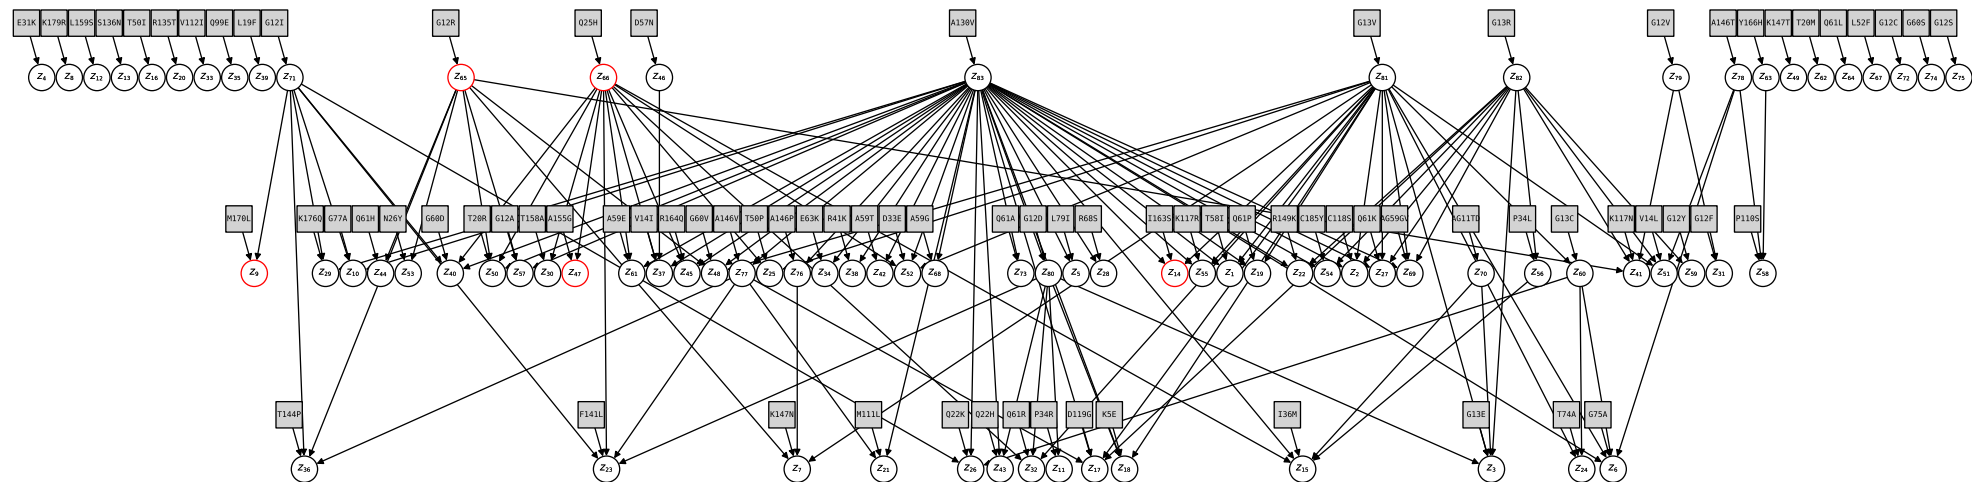 E31K K179R L159S S136N T50I R135T V112I Q99E L19F G12I G12R Q25H D57N A130V G13V G13R G12V A146T Y166H K147T T20M Q61L L52F G12C G60S G12S
Z4 Z8 Z12 Z13 Z16 Z20 Z33 Z35 Z39 Z71 Z65 Z66 Z46 Z83 Z81 Z82 Z79 Z78 Z63 Z49 Z62 Z64 Z67 Z72 Z74 Z75
M170L K176Q G77A Q61H N26Y G60D T20R G12A T158A A155G A59E V14I R164Q G60V A146V T50P A146P E63K R41K A59T D33E A59G Q61A G12D L79I R68S I163S K117R T58I Q61P R149K C185Y C118S Q61K AG59GV AG11TD P34L G13C K117N V14L G12Y G12F P110S
Z9 Z29 Z10 Z44 Z53 Z40 Z50 Z57 Z30 Z47 Z61 Z37 Z45 Z48 Z77 Z25 Z76 Z34 Z38 Z42 Z52 Z68 Z73 Z80 Z5 Z28 Z14 Z55 Z1 Z19 Z22 Z54 Z2 Z27 Z69 Z70 Z56 Z60 Z41 Z51 Z59 Z31 Z58
T144P F141L K147N M111L Q22K Q22H Q61R P34R D119G K5E I36M G13E T74A G75A
Z36 Z23 Z7 Z21 Z26 Z43 Z32 Z11 Z17 Z18 Z15 Z3 Z24 Z6